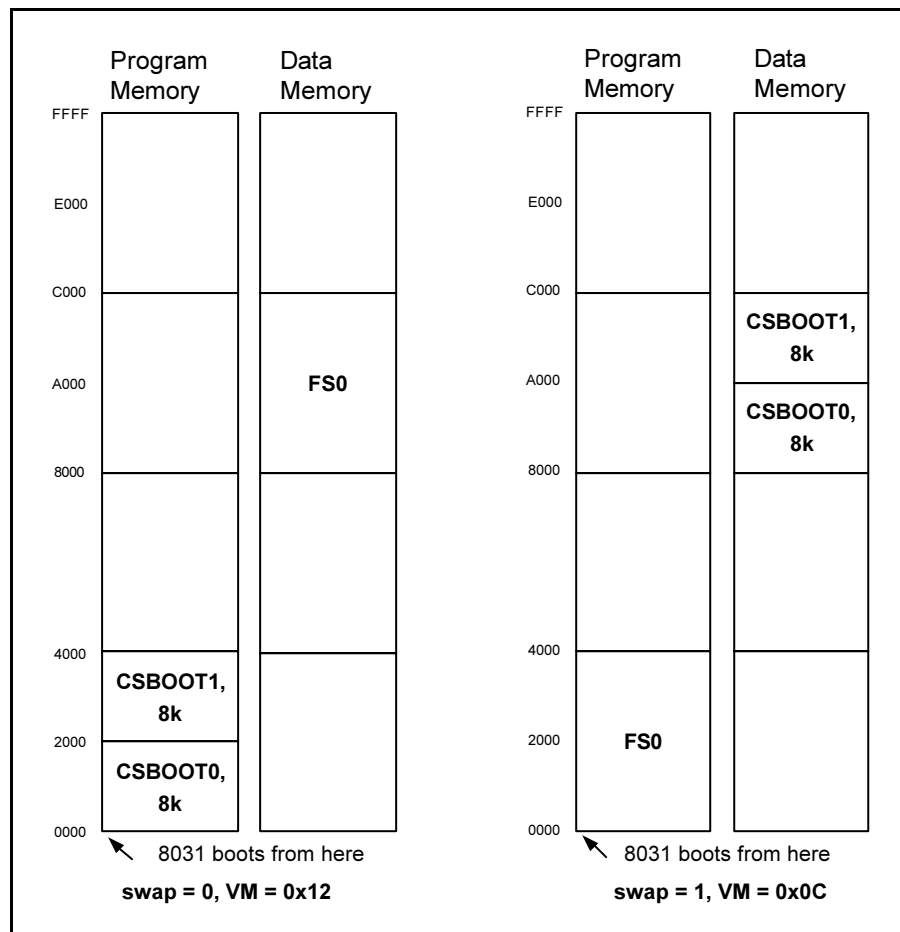 Program
Memory
Data
Memory
FFFF
E000
C000
A000
FS0
8000
4000
CSBOOT1,
8k
2000
CSBOOT0,
8k
0000
8031 boots from here
swap = 0, VM = 0x12
Program
Memory
Data
Memory
FFFF
E000
C000
CSBOOT1,
8k
A000
CSBOOT0,
8k
8000
4000
2000
FS0
0000
8031 boots from here
swap = 1, VM = 0x0C